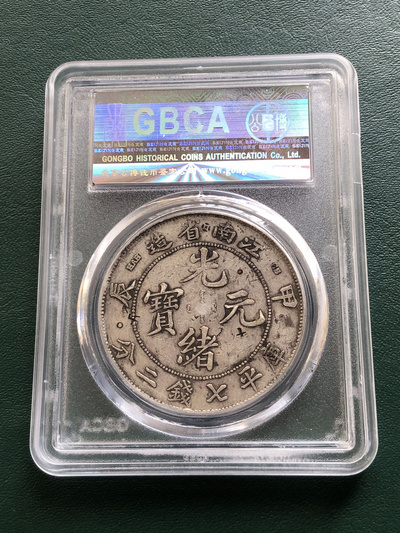 GBCA
GONGBO HISTORICAL COINS AUTHENTICATION Co., Ltd.
江南省造
甲辰
光緒元寶
庫平七錢二分